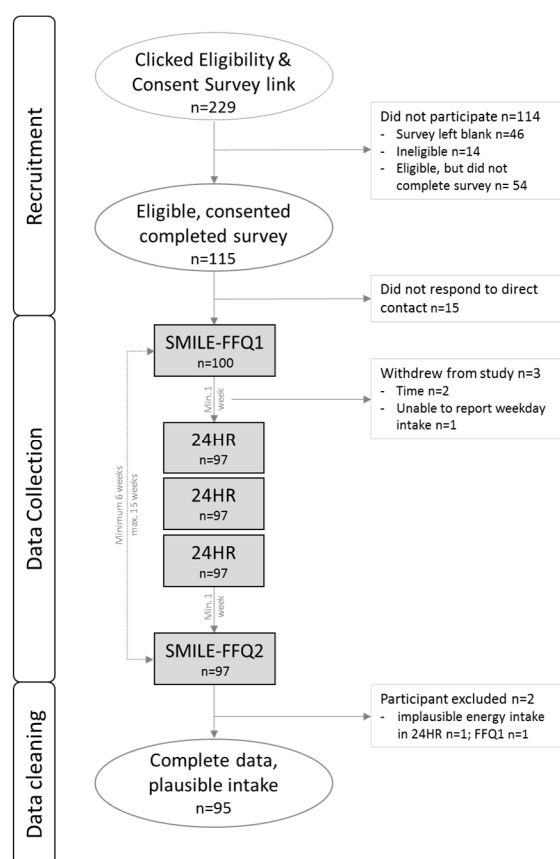 Recruitment
Clicked Eligibility &
Consent Survey link
n=229
Did not participate n=114
- Survey left blank n=46
- Ineligible n=14
- Eligible, but did not
complete survey n= 54
Eligible, consented
completed survey
n=115
Did not respond to direct
contact n=15
Data Collection
SMILE-FFQ1
n=100
Withdrew from study n=3
- Time n=2
- Unable to report weekday
intake n=1
Min. 1
week
24HR
n=97
24HR
n=97
24HR
n=97
Minimum 6 weeks
max. 15 weeks
Min. 1
week
SMILE-FFQ2
n=97
Data cleaning
Participant excluded n=2
- implausible energy intake
in 24HR n=1; FFQ1 n=1
Complete data,
plausible intake
n=95